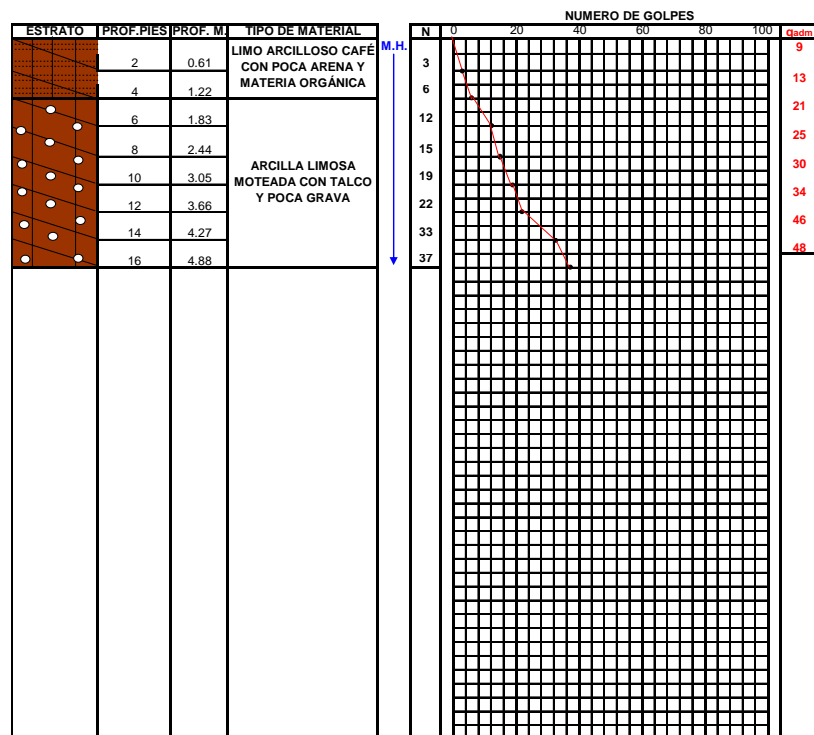 NUMERO DE GOLPES
ESTRATO PROF.PIES PROF. M. TIPO DE MATERIAL N 0 20 40 60 80 100 qadm
M.H.
LIMO ARCILLOSO CAFÉ
CON POCA ARENA Y
MATERIA ORGÁNICA
2 0.61 3 9
4 1.22 6 13
6 1.83 12 21
8 2.44 15 25
ARCILLA LIMOSA
MOTEADA CON TALCO
Y POCA GRAVA
10 3.05 19 30
12 3.66 22 34
14 4.27 33 46
16 4.88 37 48